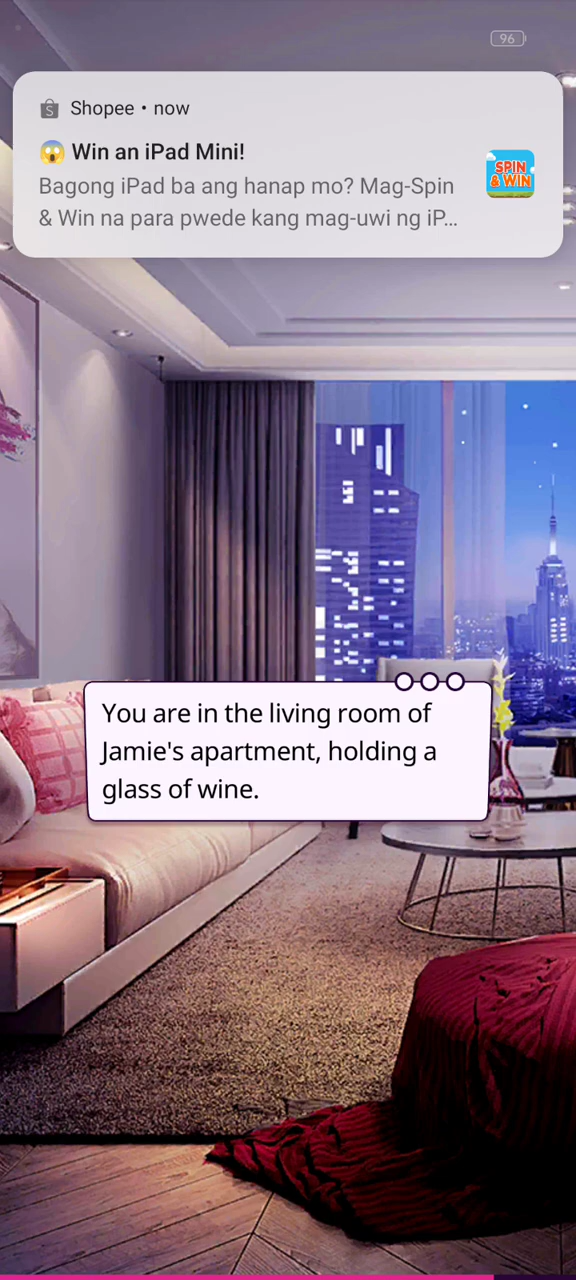 96
Shopee • now
😱 Win an iPad Mini!
Bagong iPad ba ang hanap mo? Mag-Spin
& Win na para pwede kang mag-uwi ng iP...
SPIN
& WIN
You are in the living room of
Jamie's apartment, holding a
glass of wine.